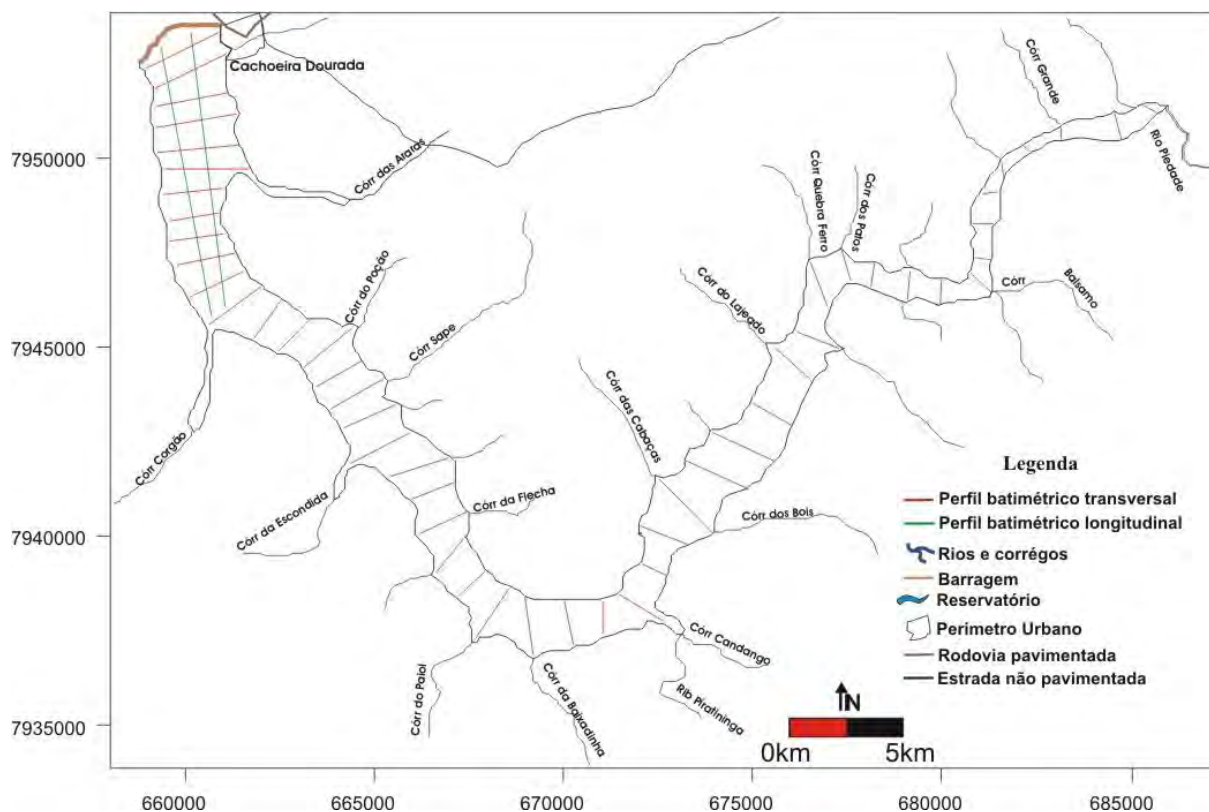 Cachoeira Dourada
Córr Grande
Rio Piedade
7950000
Córr das Araras
Córr Quebra Ferro
Córr dos Patos
Córr do Poção
Córr
Balsamo
Córr do Lajeado
7945000
Córr Sape
Córr das Cabaças
Córr Corgão
Córr da Escondida
Córr da Flecha
Córr dos Bois
7940000
Legenda
Perfil batimétrico transversal
Perfil batimétrico longitudinal
Rios e corrégos
Barragem
Reservatório
Perimetro Urbano
Rodovia pavimentada
Estrada não pavimentada
Córr Candango
Córr do Paiol
Córr da Baixadinha
Rib Piratininga
7935000
N
0km 5km
660000 665000 670000 675000 680000 685000